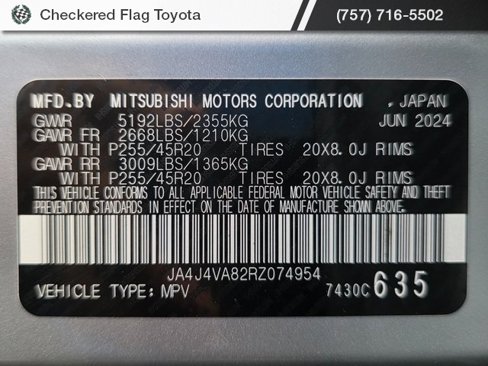 Checkered Flag Toyota (757) 716-5502
MFD.BY MITSUBISHI MOTORS CORPORATION , JAPAN
GVWR 5192LBS/2355KG JUN 2024
GAWR FR 2668LBS/1210KG
WITH P255/45R20 TIRES 20X8.0J RIMS
GAWR RR 3009LBS/1365KG
WITH P255/45R20 TIRES 20X8.0J RIMS
THIS VEHICLE CONFORMS TO ALL APPLICABLE FEDERAL MOTOR VEHICLE SAFETY AND THEFT
PREVENTION STANDARDS IN EFFECT ON THE DATE OF MANUFACTURE SHOWN ABOVE.
JA4J4VA82RZ074954
VEHICLE TYPE: MPV 7430C 635